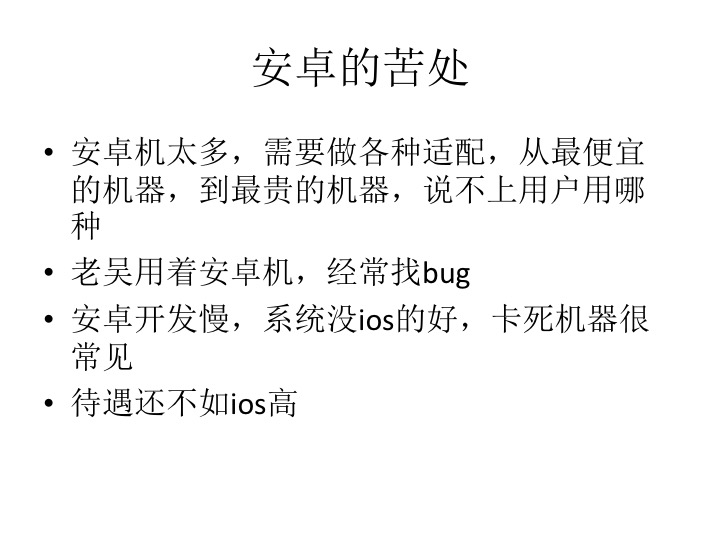 安卓的苦处
• 安卓机太多，需要做各种适配，从最便宜
的机器，到最贵的机器，说不上用户用哪
种
• 老吴用着安卓机，经常找bug
• 安卓开发慢，系统没ios的好，卡死机器很
常见
• 待遇还不如ios高